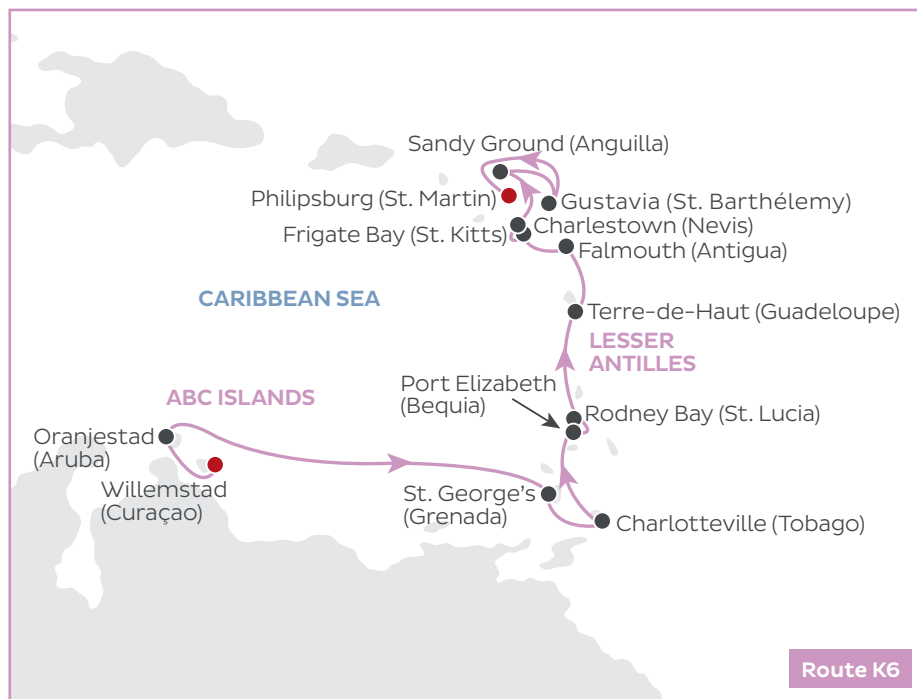 Sandy Ground (Anguilla)
Philipsburg (St. Martin)
Gustavia (St. Barthélemy)
Charlestown (Nevis)
Frigate Bay (St. Kitts)
Falmouth (Antigua)
CARIBBEAN SEA
Terre-de-Haut (Guadeloupe)
LESSER
ANTILLES
Port Elizabeth
(Bequia)
ABC ISLANDS
Rodney Bay (St. Lucia)
Oranjestad
(Aruba)
Willemstad
(Curaçao)
St. George's
(Grenada)
Charlotteville (Tobago)
Route K6